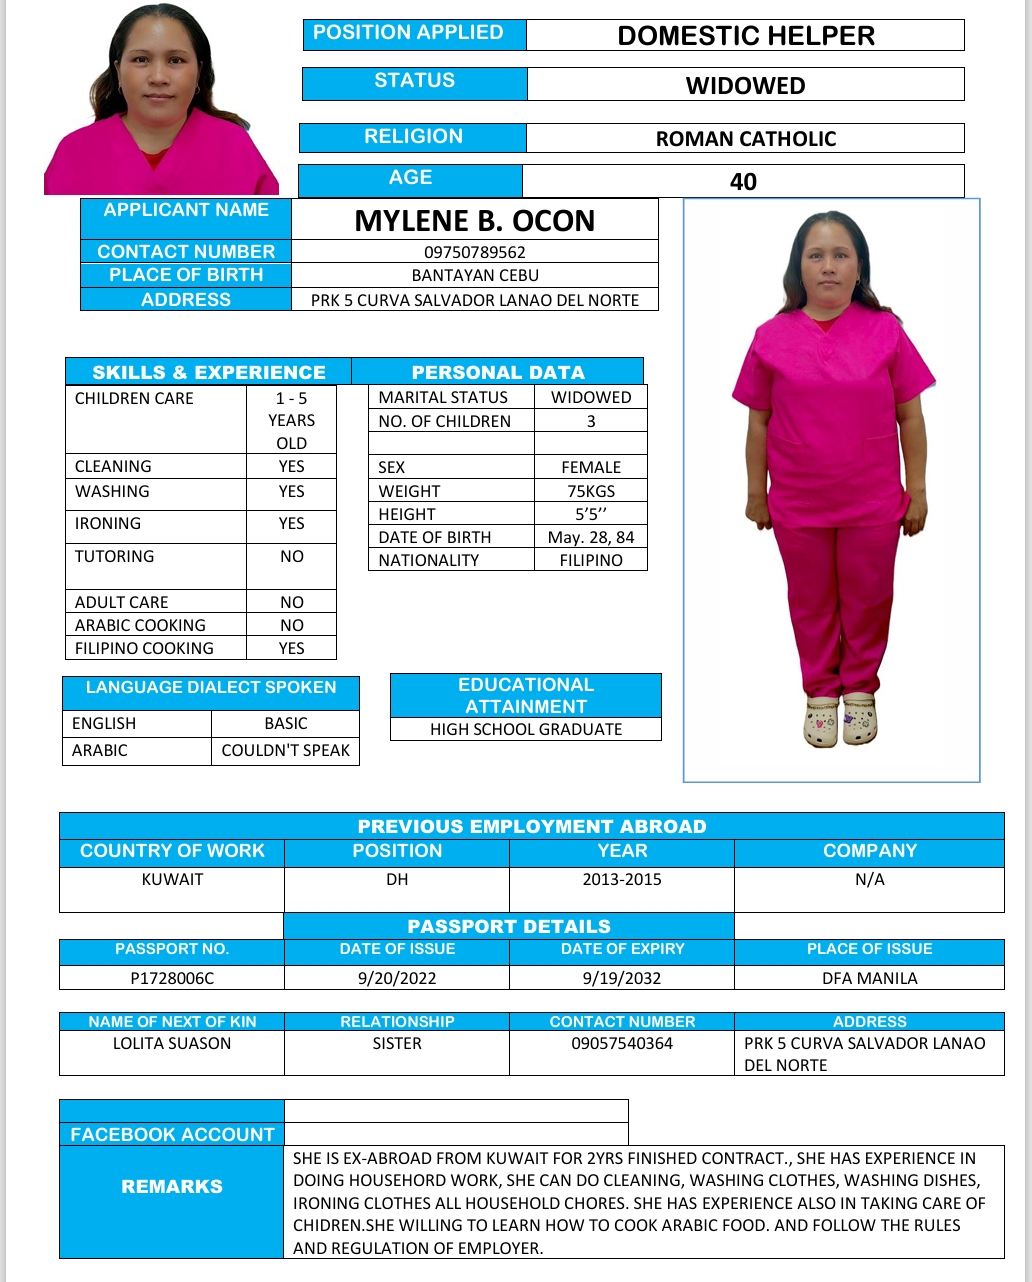 POSITION APPLIED DOMESTIC HELPER
STATUS WIDOWED
RELIGION ROMAN CATHOLIC
AGE 40
APPLICANT NAME MYLENE B. OCON
CONTACT NUMBER 09750789562
PLACE OF BIRTH BANTAYAN CEBU
ADDRESS PRK 5 CURVA SALVADOR LANAO DEL NORTE
SKILLS & EXPERIENCE
CHILDREN CARE 1 - 5
YEARS
OLD
CLEANING YES
WASHING YES
IRONING YES
TUTORING NO
ADULT CARE NO
ARABIC COOKING NO
FILIPINO COOKING YES
PERSONAL DATA
MARITAL STATUS WIDOWED
NO. OF CHILDREN 3
SEX FEMALE
WEIGHT 75KGS
HEIGHT 5’5’’
DATE OF BIRTH May. 28, 84
NATIONALITY FILIPINO
LANGUAGE DIALECT SPOKEN
ENGLISH BASIC
ARABIC COULDN'T SPEAK
EDUCATIONAL
ATTAINMENT
HIGH SCHOOL GRADUATE
PREVIOUS EMPLOYMENT ABROAD
COUNTRY OF WORK POSITION YEAR COMPANY
KUWAIT DH 2013-2015 N/A
PASSPORT DETAILS
PASSPORT NO. DATE OF ISSUE DATE OF EXPIRY PLACE OF ISSUE
P1728006C 9/20/2022 9/19/2032 DFA MANILA
NAME OF NEXT OF KIN RELATIONSHIP CONTACT NUMBER ADDRESS
LOLITA SUASON SISTER 09057540364 PRK 5 CURVA SALVADOR LANAO
DEL NORTE
FACEBOOK ACCOUNT
REMARKS
SHE IS EX-ABROAD FROM KUWAIT FOR 2YRS FINISHED CONTRACT., SHE HAS EXPERIENCE IN
DOING HOUSEHORD WORK, SHE CAN DO CLEANING, WASHING CLOTHES, WASHING DISHES,
IRONING CLOTHES ALL HOUSEHOLD CHORES. SHE HAS EXPERIENCE ALSO IN TAKING CARE OF
CHIDREN.SHE WILLING TO LEARN HOW TO COOK ARABIC FOOD. AND FOLLOW THE RULES
AND REGULATION OF EMPLOYER.